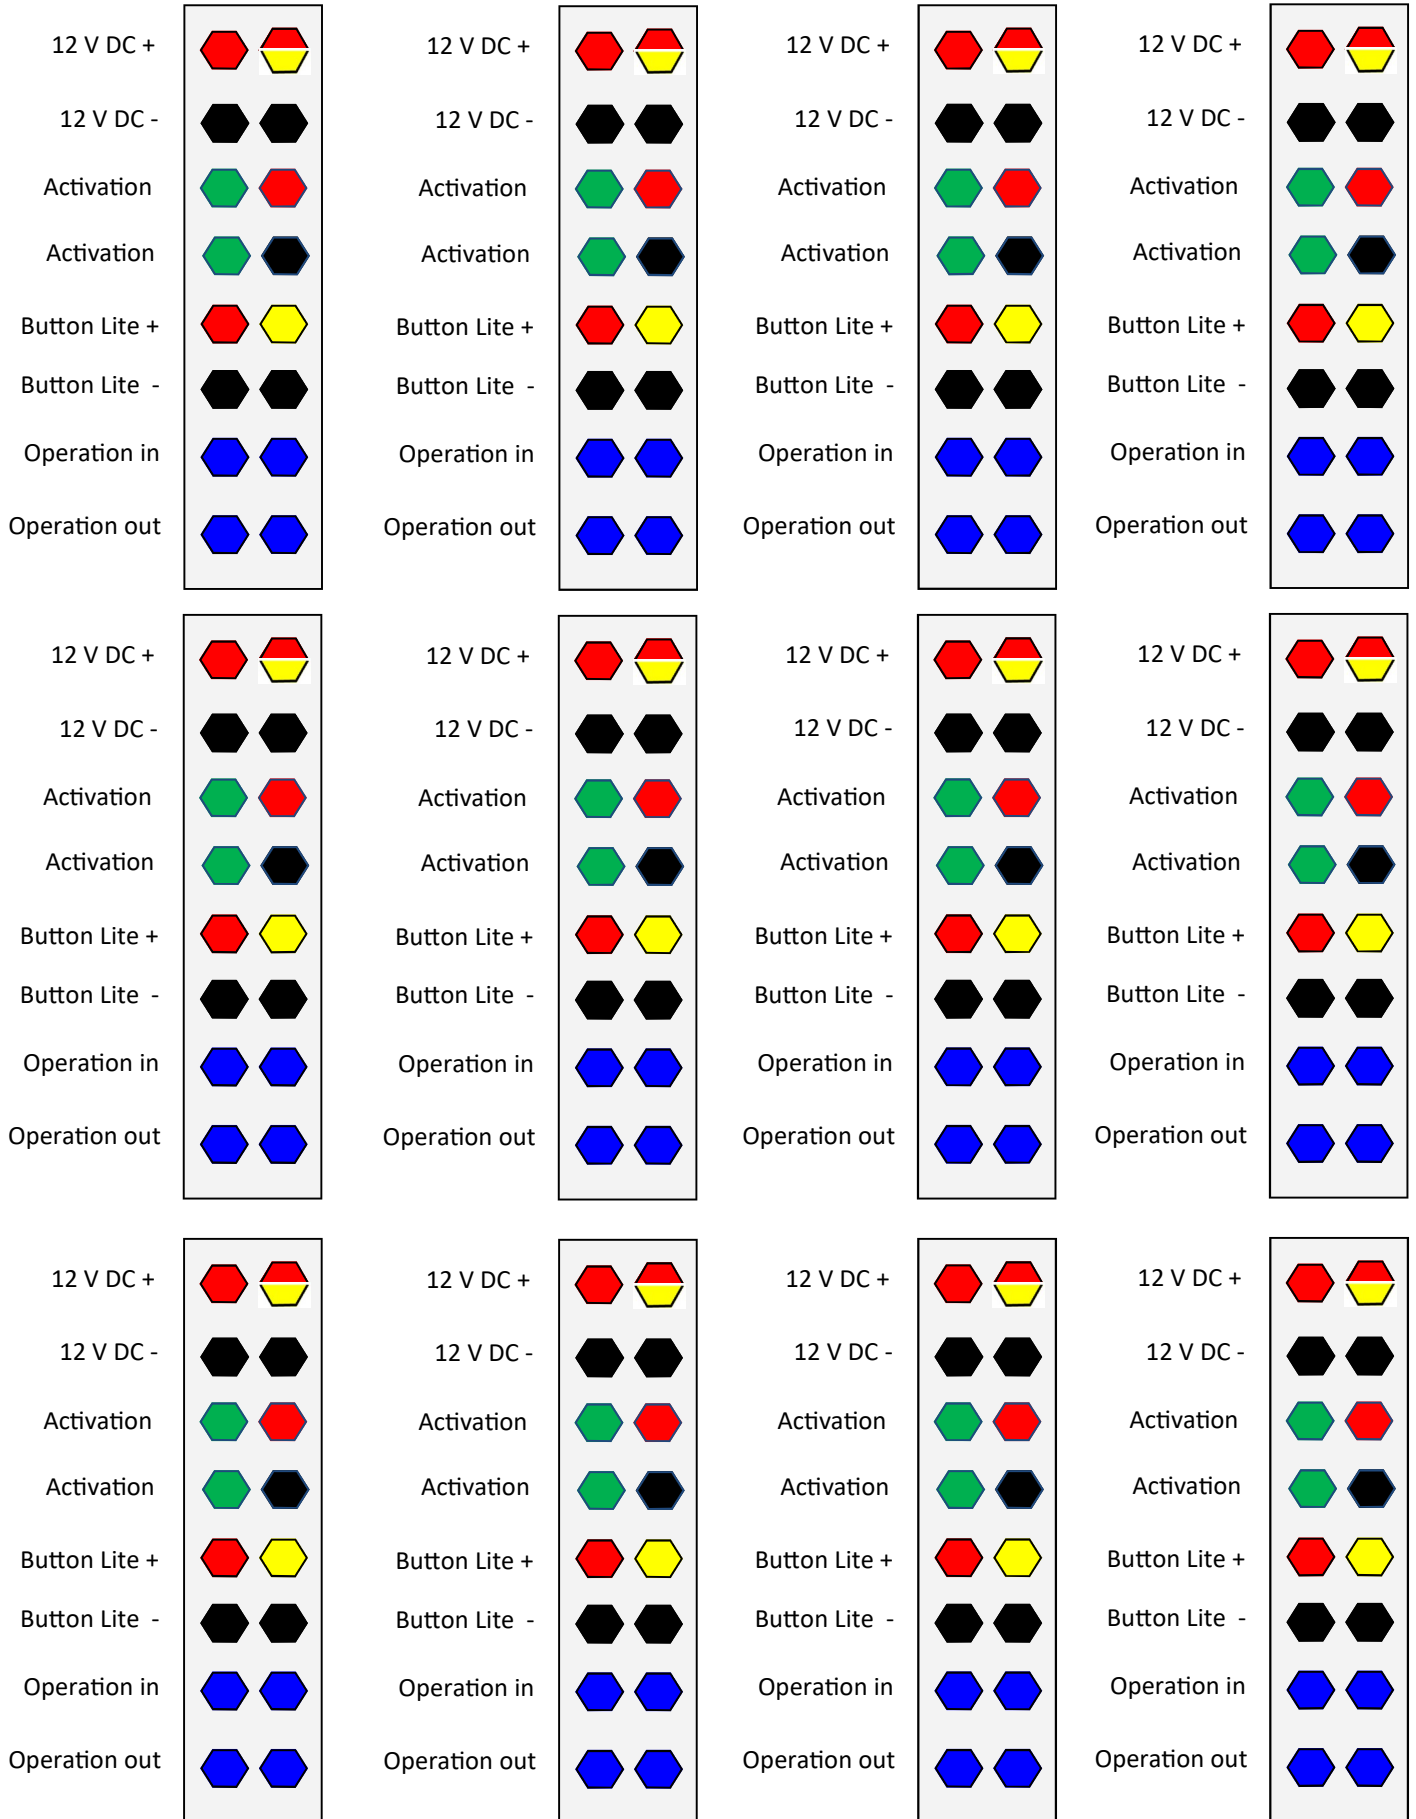 12 V DC +
12 V DC -
Activation
Activation
Button Lite +
Button Lite  -
Operation in
Operation out
12 V DC +
12 V DC -
Activation
Activation
Button Lite +
Button Lite  -
Operation in
Operation out
12 V DC +
12 V DC -
Activation
Activation
Button Lite +
Button Lite  -
Operation in
Operation out
12 V DC +
12 V DC -
Activation
Activation
Button Lite +
Button Lite  -
Operation in
Operation out
12 V DC +
12 V DC -
Activation
Activation
Button Lite +
Button Lite  -
Operation in
Operation out
12 V DC +
12 V DC -
Activation
Activation
Button Lite +
Button Lite  -
Operation in
Operation out
12 V DC +
12 V DC -
Activation
Activation
Button Lite +
Button Lite  -
Operation in
Operation out
12 V DC +
12 V DC -
Activation
Activation
Button Lite +
Button Lite  -
Operation in
Operation out
12 V DC +
12 V DC -
Activation
Activation
Button Lite +
Button Lite  -
Operation in
Operation out
12 V DC +
12 V DC -
Activation
Activation
Button Lite +
Button Lite  -
Operation in
Operation out
12 V DC +
12 V DC -
Activation
Activation
Button Lite +
Button Lite  -
Operation in
Operation out
12 V DC +
12 V DC -
Activation
Activation
Button Lite +
Button Lite  -
Operation in
Operation out